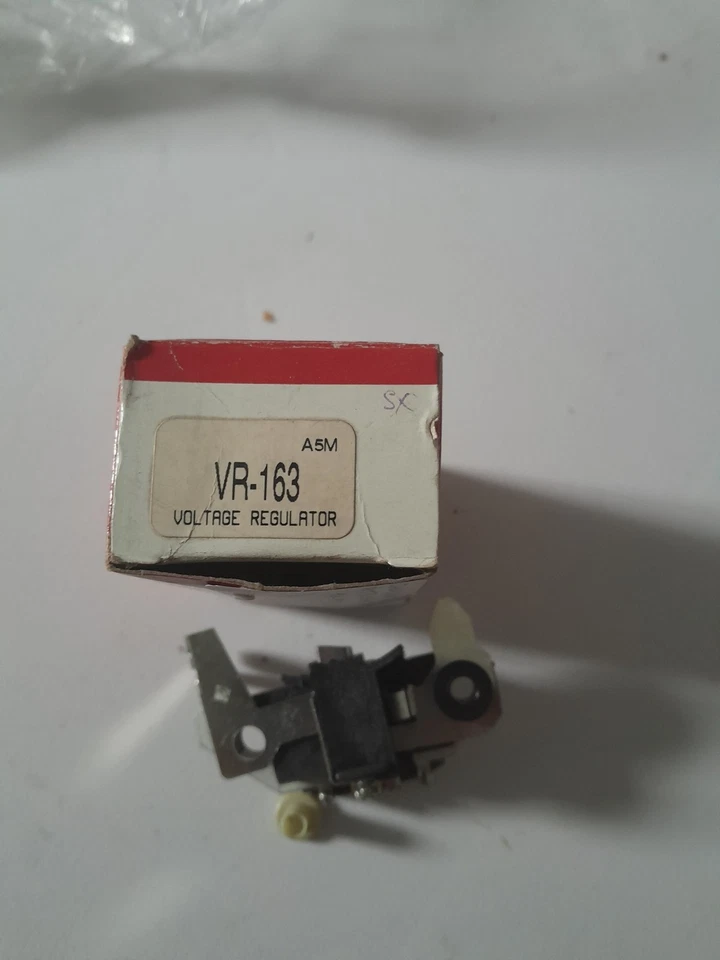 SX
A5M
VR-163
VOLTAGE REGULATOR